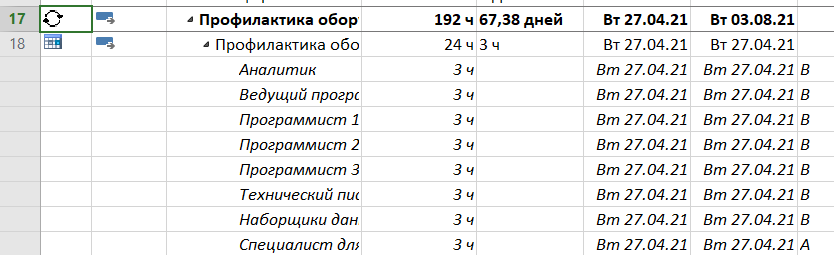 17 Профилактика обор 192 ч 67,38 дней Вт 27.04.21 Вт 03.08.21
18 Профилактика обо 24 ч 3 ч Вт 27.04.21 Вт 27.04.21
Аналитик 3 ч Вт 27.04.21 Вт 27.04.21 В
Ведущий програ 3 ч Вт 27.04.21 Вт 27.04.21 В
Программист 1 3 ч Вт 27.04.21 Вт 27.04.21 В
Программист 2 3 ч Вт 27.04.21 Вт 27.04.21 В
Программист 3 3 ч Вт 27.04.21 Вт 27.04.21 В
Технический пис 3 ч Вт 27.04.21 Вт 27.04.21 В
Наборщики дан 3 ч Вт 27.04.21 Вт 27.04.21 В
Специалист для 3 ч Вт 27.04.21 Вт 27.04.21 А